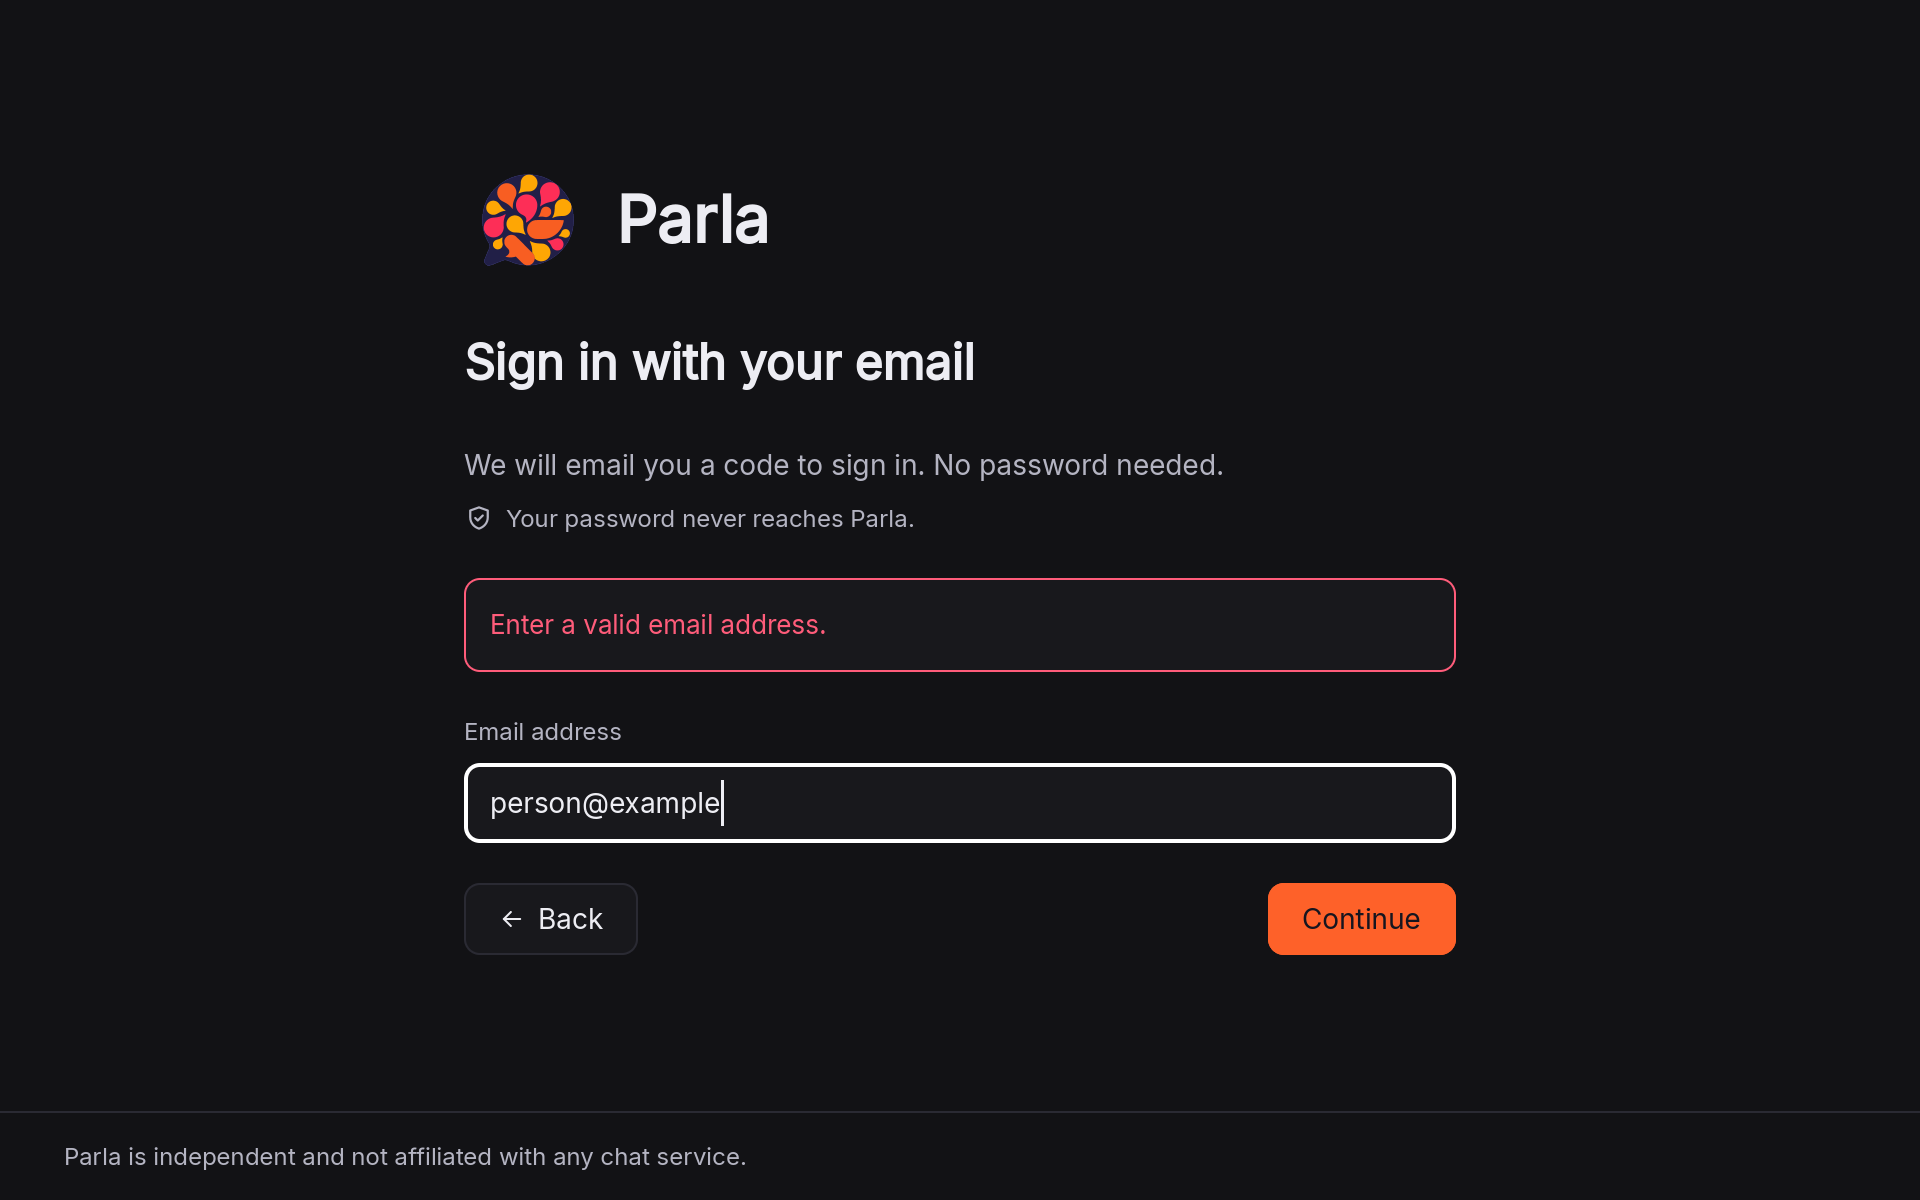 Parla
Sign in with your email
We will email you a code to sign in. No password needed.
Your password never reaches Parla.
Enter a valid email address.
Email address
person@example
Back
Continue
Parla is independent and not affiliated with any chat service.